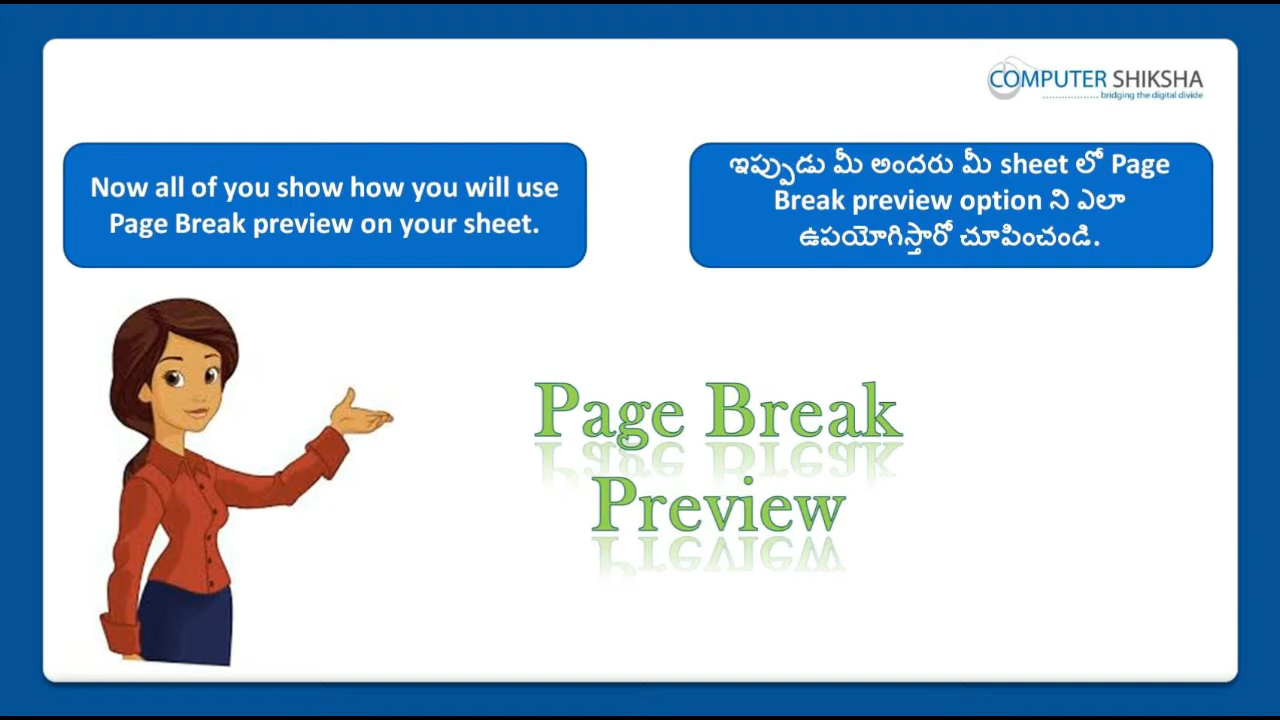 COMPUTER SHIKSHA
bridging the digital divide
Now all of you show how you will use
Page Break preview on your sheet.
ఇప్పుడు మీ అందరు మీ sheet లో Page
Break preview option ని ఎలా
ఉపయోగిస్తారో చూపించండి.
Page Break
Preview